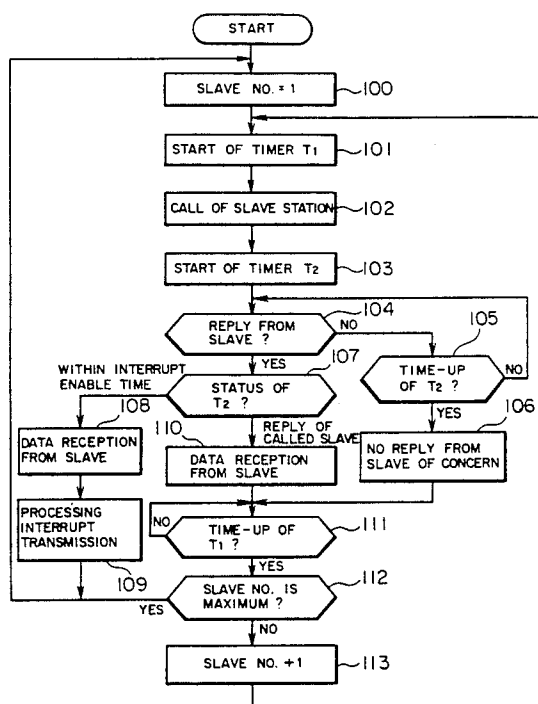 START
SLAVE NO. = 1
100
START OF TIMER T1
101
CALL OF SLAVE STATION
102
START OF TIMER T2
103
104
REPLY FROM
SLAVE ?
NO
105
YES
107
TIME-UP
OF T2 ?
NO
WITHIN INTERRUPT
ENABLE TIME
STATUS OF
T2 ?
108
YES
106
110
REPLY OF
CALLED SLAVE
DATA RECEPTION
FROM SLAVE
DATA RECEPTION
FROM SLAVE
NO REPLY FROM
SLAVE OF CONCERN
PROCESSING
INTERRUPT
TRANSMISSION
NO
TIME-UP OF
T1 ?
111
109
YES
SLAVE NO. IS
MAXIMUM ?
112
YES
NO
SLAVE NO. +1
113